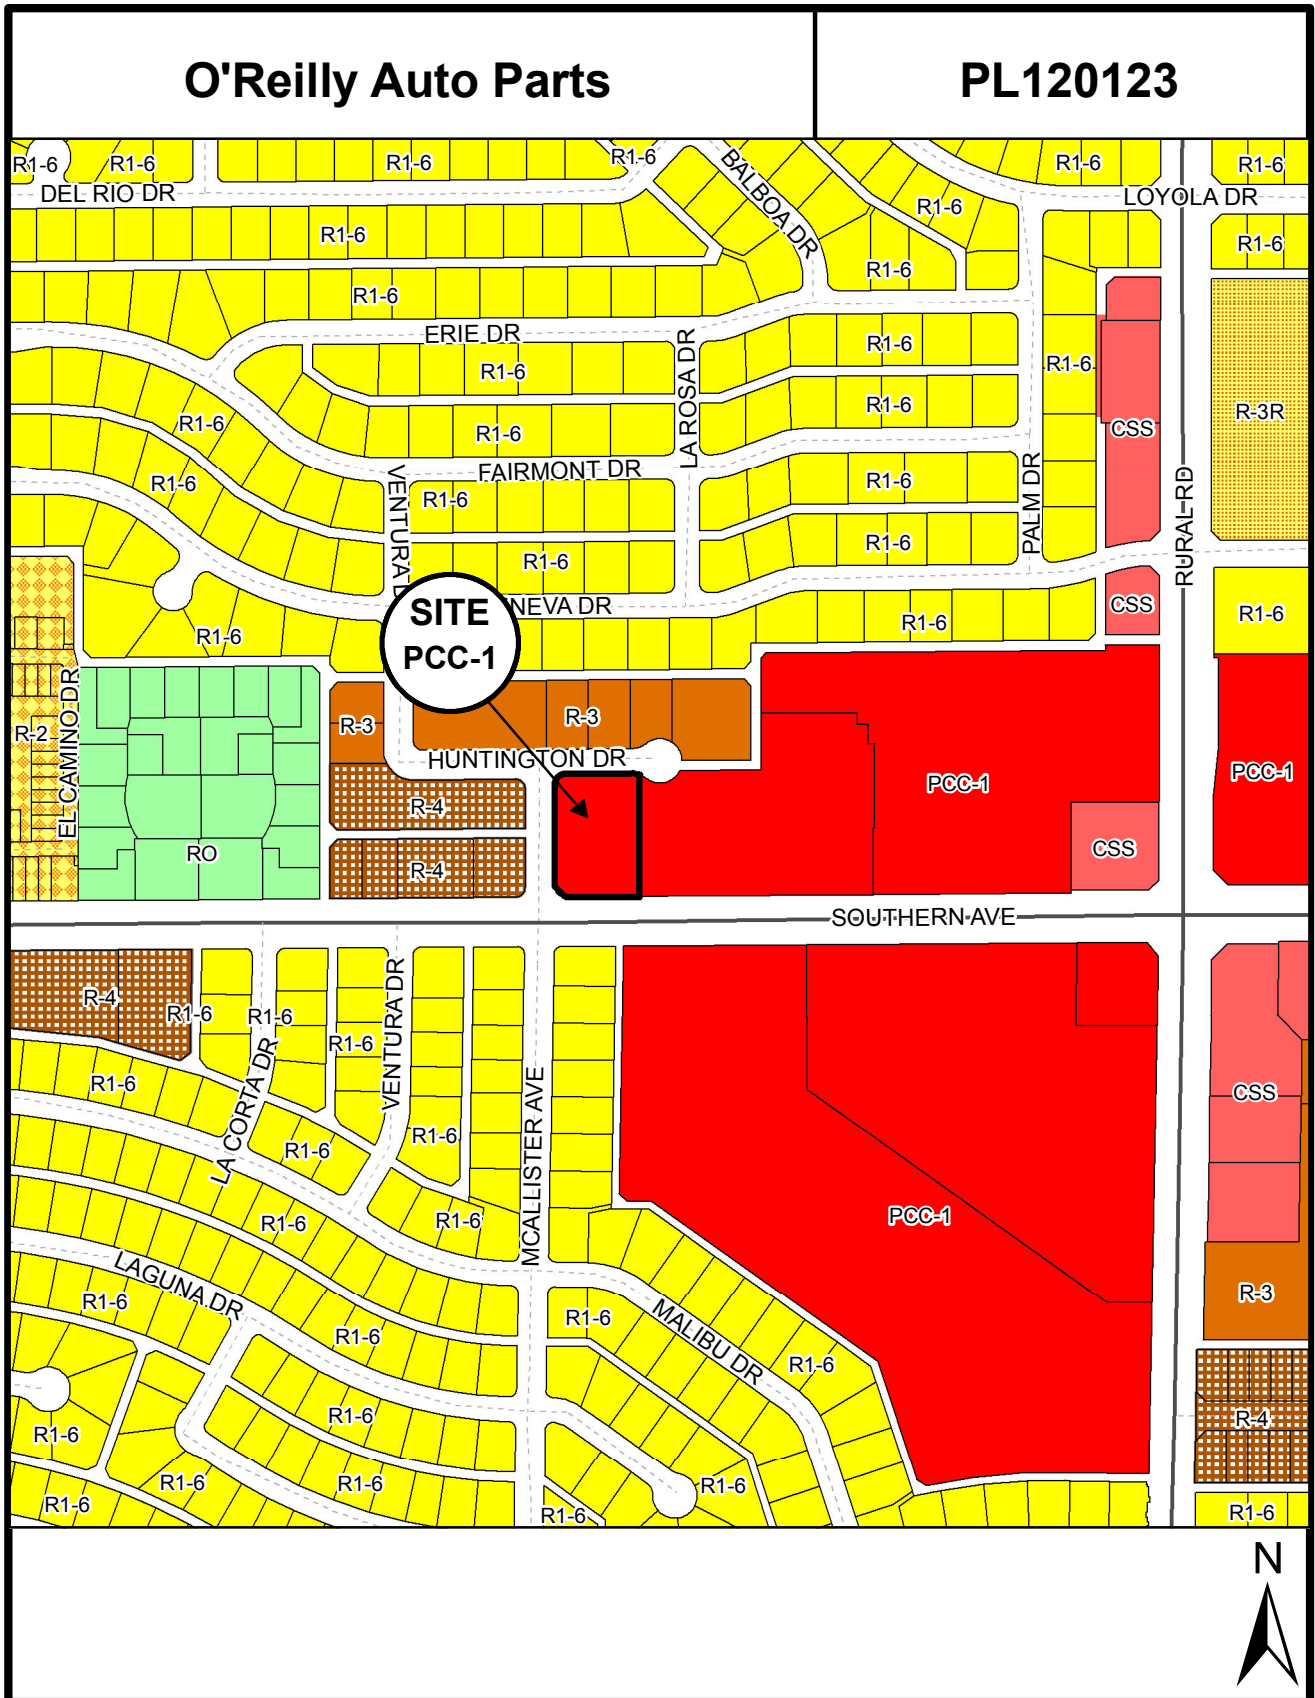 O'Reilly Auto Parts
PL120123
R1-6
R1-6
R1-6
R1-6
BALBOA DR
R1-6
R1-6
DEL RIO DR
LOYOLA DR
R1-6
R1-6
R1-6
R1-6
R1-6
ERIE DR
LA ROSA DR
R1-6
R1-6
R1-6
R1-6
R-3R
R1-6
R1-6
CSS
FAIRMONT DR
VENTURA D
R1-6
R1-6
R1-6
PALM DR
RURAL RD
R1-6
R1-6
SITE
PCC-1
NEVA DR
CSS
R1-6
R1-6
R1-6
EL CAMINO DR
R-2
R-3
R-3
HUNTINGTON DR
PCC-1
PCC-1
R-4
RO
R-4
CSS
SOUTHERN AVE
R-4
R1-6
R1-6
R1-6
VENTURA DR
LA CORTA DR
R1-6
R1-6
R1-6
MCALLISTER AVE
CSS
R1-6
R1-6
PCC-1
LAGUNA DR
R1-6
R1-6
R1-6
MALIBU DR
R1-6
R-3
R1-6
R1-6
R-4
R1-6
R1-6
R1-6
R1-6
R1-6
R1-6
N